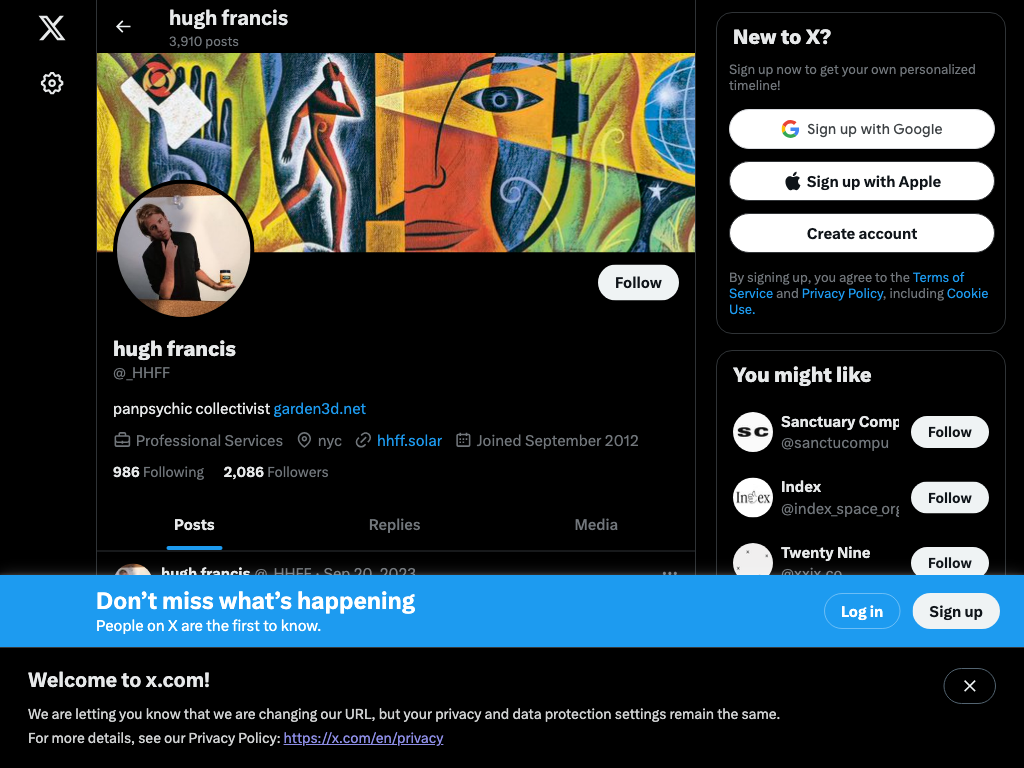 hugh francis
3,910 posts
hugh francis
@_HHFF
Follow
panpsychic collectivist garden3d.net
Professional Services nyc hhff.solar Joined September 2012
986 Following 2,086 Followers
Posts Replies Media
hugh francis @_HHFF · Sep 20, 2023
New to X?
Sign up now to get your own personalized
timeline!
Sign up with Google
Sign up with Apple
Create account
By signing up, you agree to the Terms of
Service and Privacy Policy, including Cookie
Use.
You might like
SC
Sanctuary Comp
@sanctucompu
Follow
Index
Index
@index_space_org
Follow
Twenty Nine
@xxix_co
Follow
Don’t miss what’s happening
People on X are the first to know.
Log in
Sign up
Welcome to x.com!
We are letting you know that we are changing our URL, but your privacy and data protection settings remain the same.
For more details, see our Privacy Policy: https://x.com/en/privacy